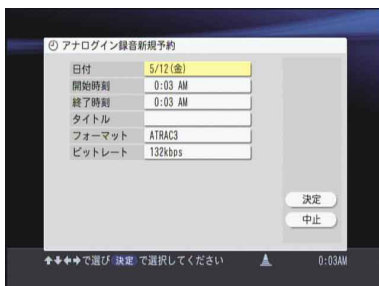 アナログイン録音新規予約
日付 5/12(金)
開始時刻 0:03 AM
終了時刻 0:03 AM
タイトル
フォーマット ATRAC3
ビットレート 132kbps
決定
中止
↑↓←→で選び 決定 で選択してください 0:03AM